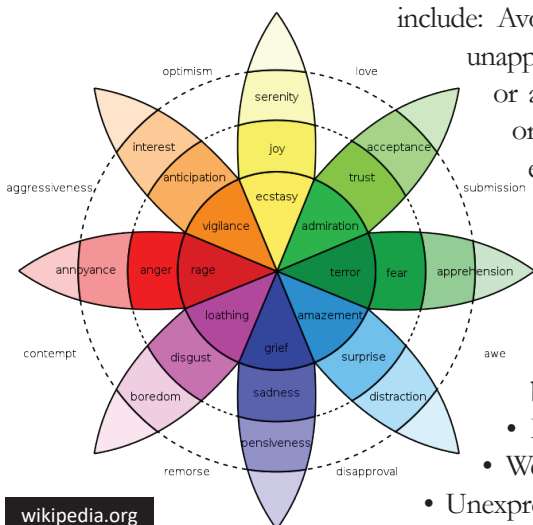 include: Avo
unapp
or a
or
e
optimism
love
serenity
interest
acceptance
joy
anticipation
trust
aggressiveness
submission
ecstasy
vigilance
admiration
annoyance
anger
rage
terror
fear
apprehension
loathing
amazement
grief
disgust
surprise
contempt
awe
boredom
sadness
distraction
pensiveness
remorse
disapproval
•
• We
• Unexpre
wikipedia.org